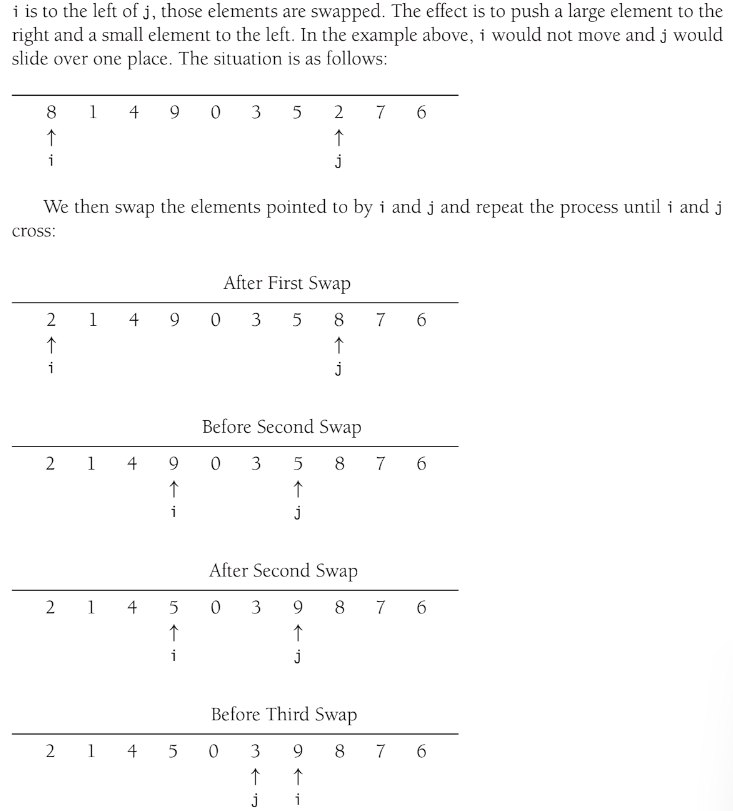 i is to the left of j, those elements are swapped. The effect is to push a large element to the
right and a small element to the left. In the example above, i would not move and j would
slide over one place. The situation is as follows:
8 1 4 9 0 3 5 2 7 6
↑ ↑
i j
We then swap the elements pointed to by i and j and repeat the process until i and j
cross:
After First Swap
2 1 4 9 0 3 5 8 7 6
↑ ↑
i j
Before Second Swap
2 1 4 9 0 3 5 8 7 6
↑ ↑
i j
After Second Swap
2 1 4 5 0 3 9 8 7 6
↑ ↑
i j
Before Third Swap
2 1 4 5 0 3 9 8 7 6
↑ ↑
j i